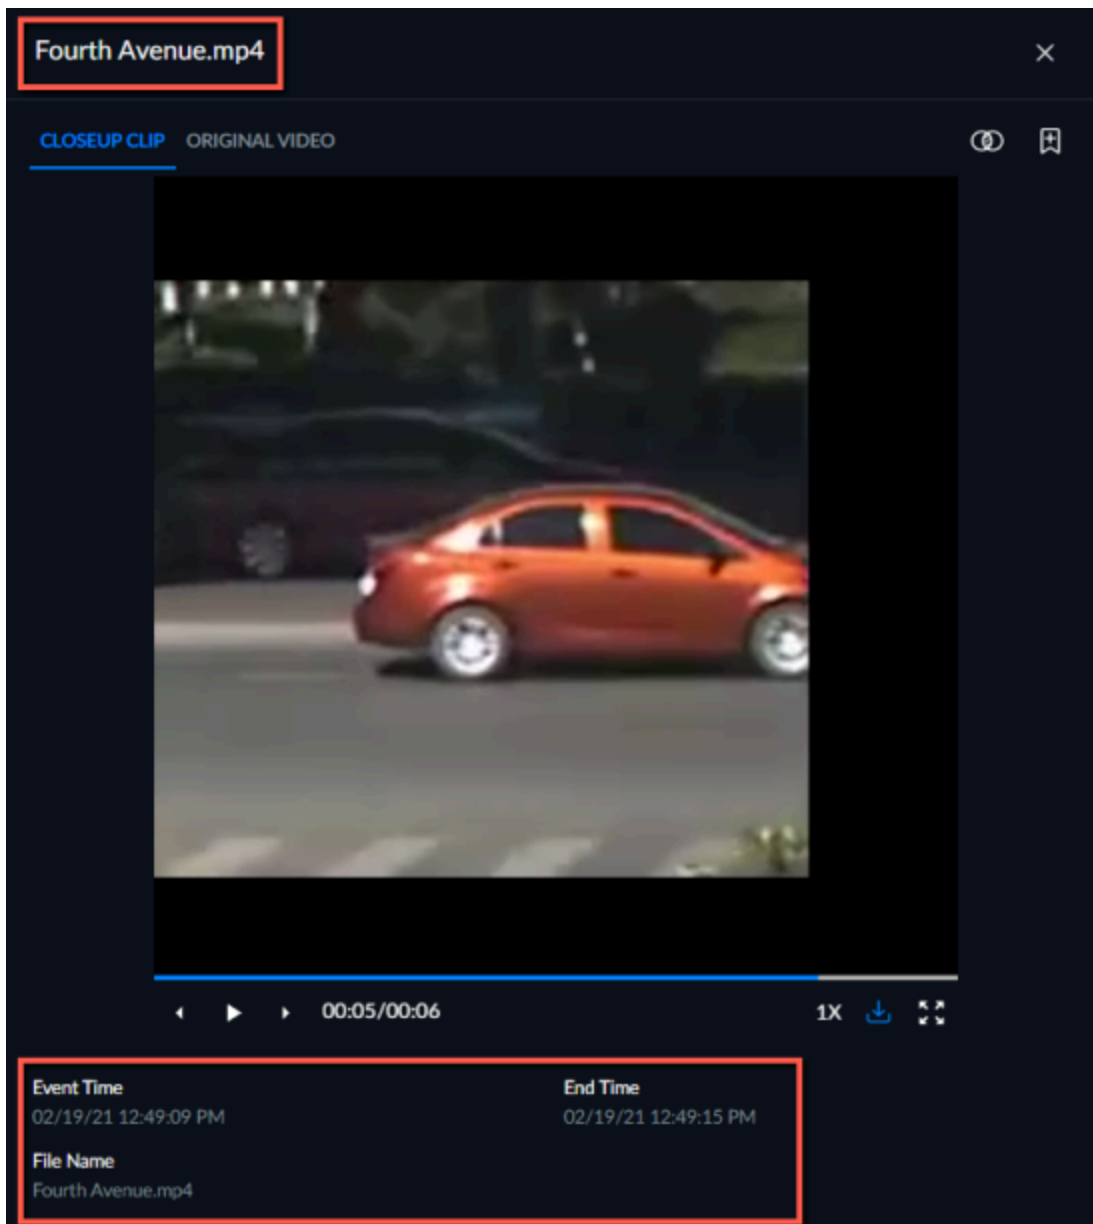 Fourth Avenue.mp4
CLOSEUP CLIP ORIGINAL VIDEO
00:05/00:06 1X
Event Time End Time
02/19/21 12:49:09 PM 02/19/21 12:49:15 PM
File Name
Fourth Avenue.mp4